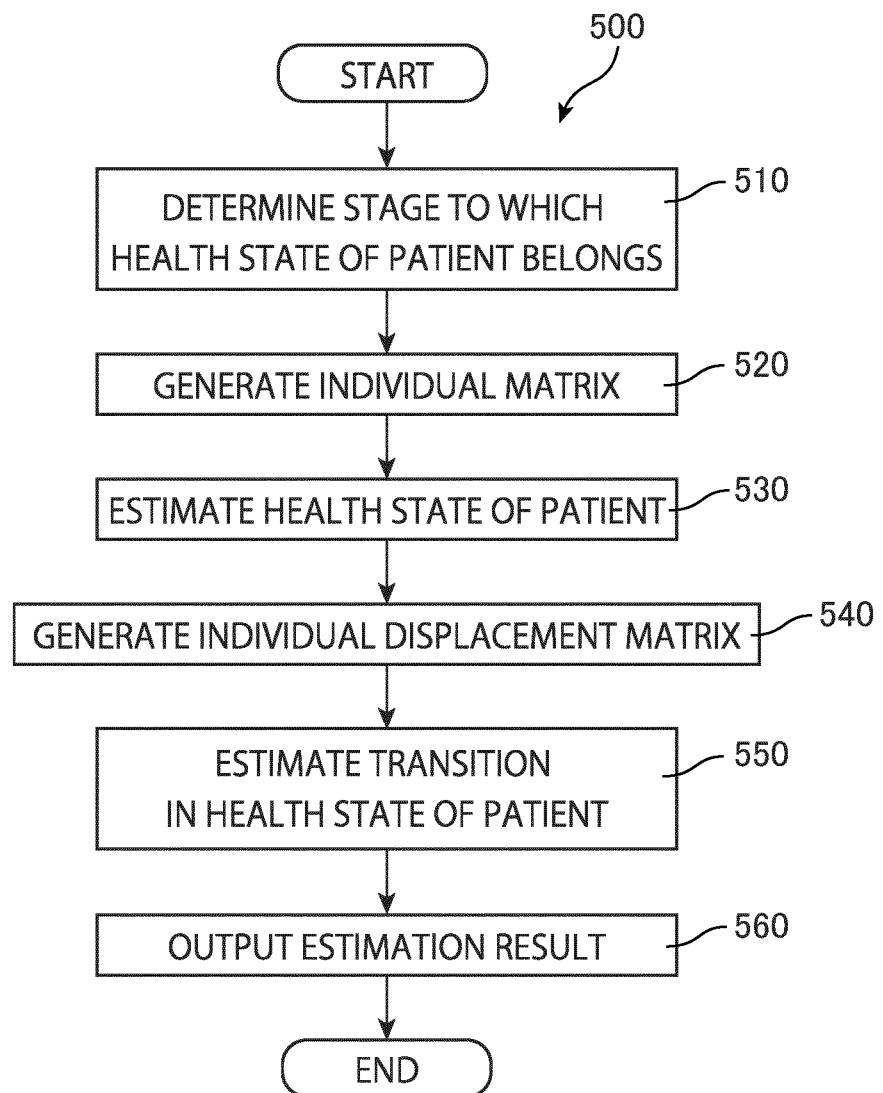 500
START
DETERMINE STAGE TO WHICH
HEALTH STATE OF PATIENT BELONGS
510
GENERATE INDIVIDUAL MATRIX
520
ESTIMATE HEALTH STATE OF PATIENT
530
GENERATE INDIVIDUAL DISPLACEMENT MATRIX
540
ESTIMATE TRANSITION
IN HEALTH STATE OF PATIENT
550
OUTPUT ESTIMATION RESULT
560
END